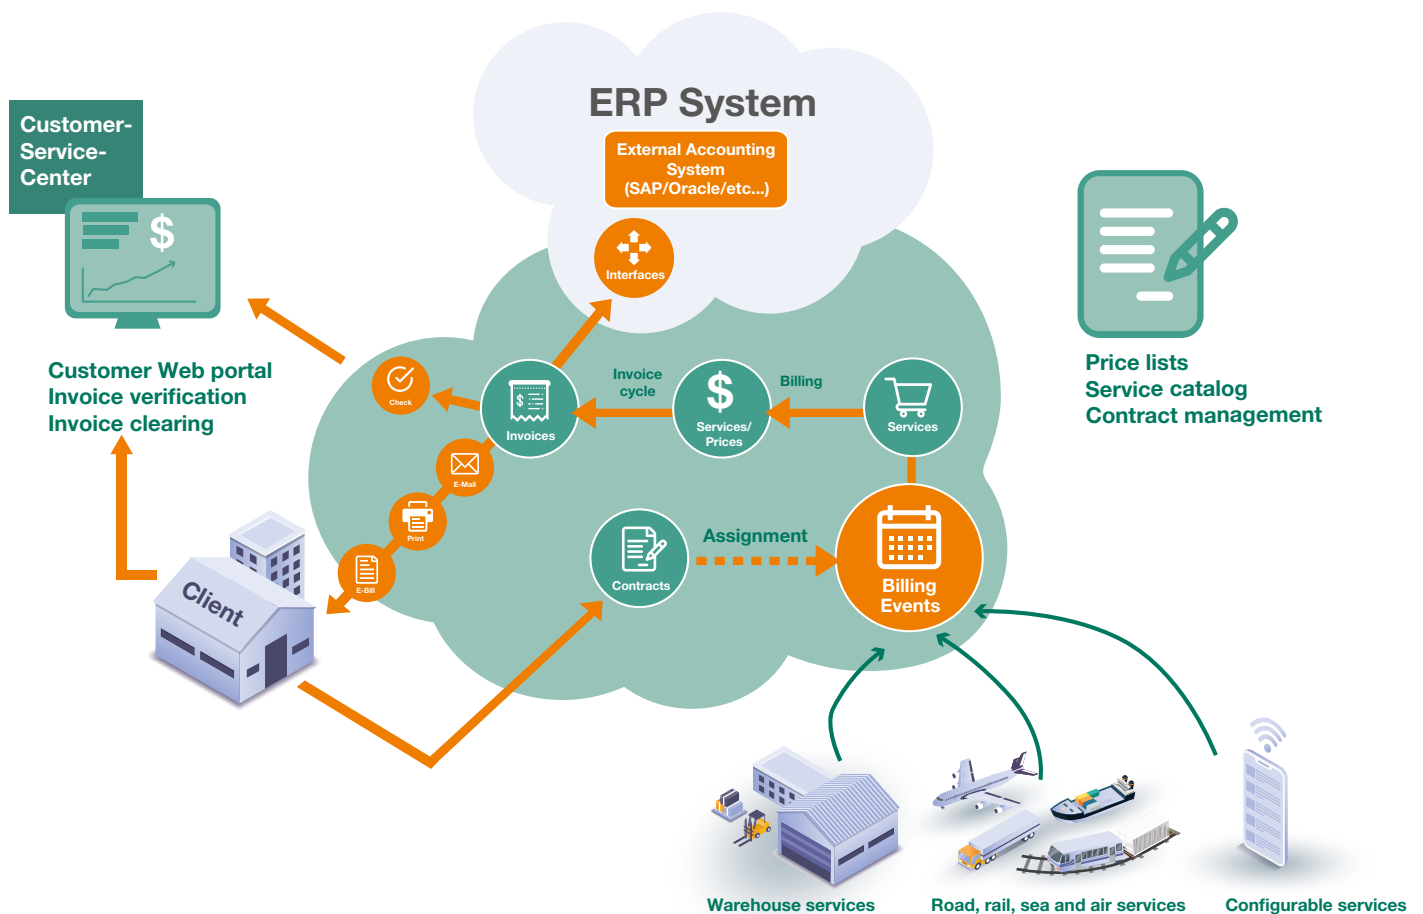 ERP System
External Accounting
System
(SAP/Oracle/etc...)
Interfaces
Customer-
Service-
Center
$
Customer Web portal
Invoice verification
Invoice clearing
Price lists
Service catalog
Contract management
Check
$
Invoices
Invoice
cycle
$
Services/
Prices
Billing
Services
E-Mail
Print
E-Bill
Client
Contracts
Assignment
Billing
Events
Warehouse services
Road, rail, sea and air services
Configurable services